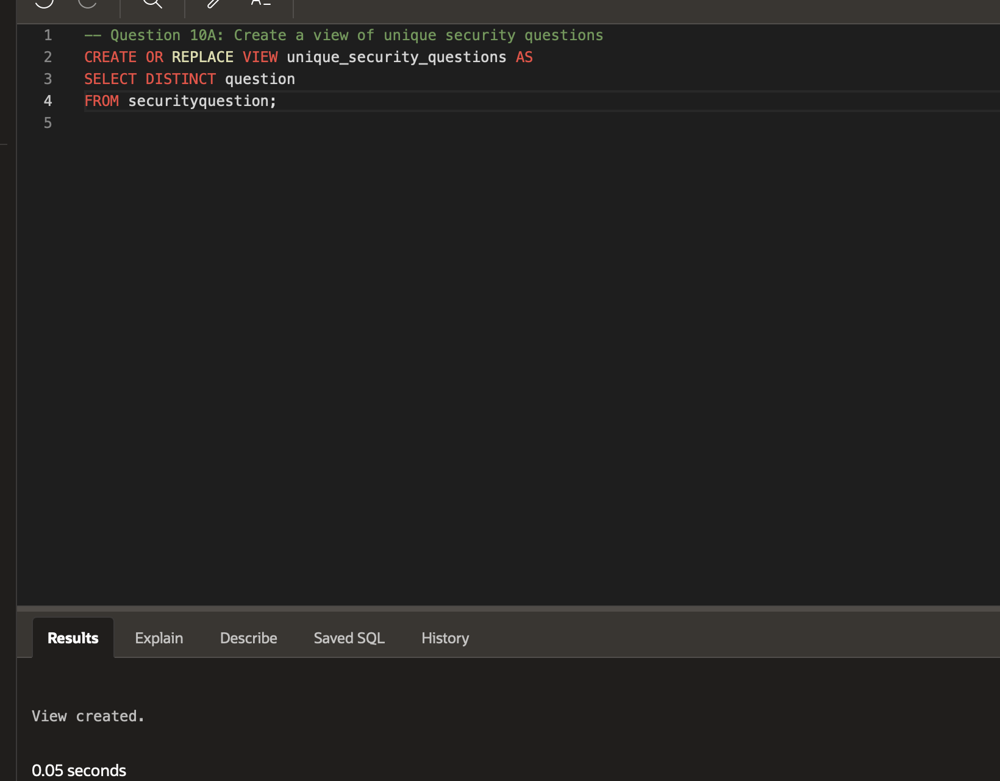 1 -- Question 10A: Create a view of unique security questions
2 CREATE OR REPLACE VIEW unique_security_questions AS
3 SELECT DISTINCT question
4 FROM securityquestion;
5
Results Explain Describe Saved SQL History
View created.
0.05 seconds